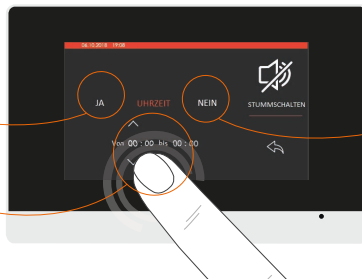 06.10.2018 19:08
JA
UHRZEIT
NEIN
STUMMSCHALTEN
Von 00 : 00 bis 00 : 00